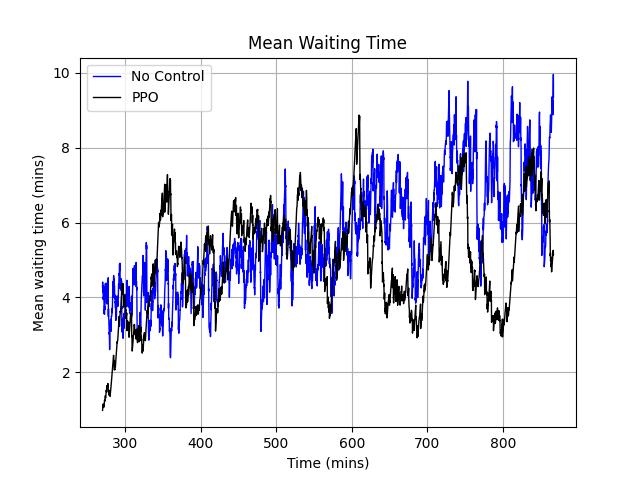 Mean Waiting Time
No Control
PPO
10
8
6
4
2
Mean waiting time (mins)
300 400 500 600 700 800
Time (mins)